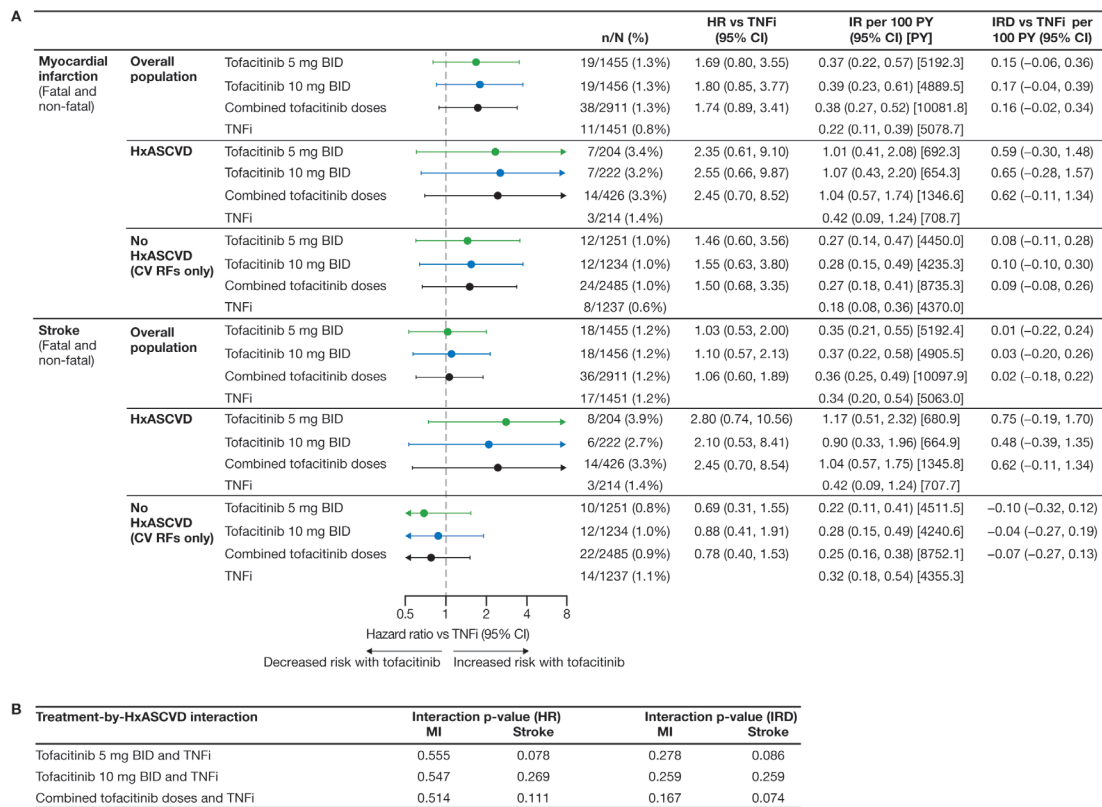 A
n/N (%) HR vs TNFi (95% CI) IR per 100 PY (95% CI) [PY] IRD vs TNFi per 100 PY (95% CI)
Myocardial infarction (Fatal and non-fatal) Overall population
Tofacitinib 5 mg BID 19/1455 (1.3%) 1.69 (0.80, 3.55) 0.37 (0.22, 0.57) [5192.3] 0.15 (−0.06, 0.36)
Tofacitinib 10 mg BID 19/1456 (1.3%) 1.80 (0.85, 3.77) 0.39 (0.23, 0.61) [4889.5] 0.17 (−0.04, 0.39)
Combined tofacitinib doses 38/2911 (1.3%) 1.74 (0.89, 3.41) 0.38 (0.27, 0.52) [10081.8] 0.16 (−0.02, 0.34)
TNFi 11/1451 (0.8%) 0.22 (0.11, 0.39) [5078.7]
HxASCVD
Tofacitinib 5 mg BID 7/204 (3.4%) 2.35 (0.61, 9.10) 1.01 (0.41, 2.08) [692.3] 0.59 (−0.30, 1.48)
Tofacitinib 10 mg BID 7/222 (3.2%) 2.55 (0.66, 9.87) 1.07 (0.43, 2.20) [654.3] 0.65 (−0.28, 1.57)
Combined tofacitinib doses 14/426 (3.3%) 2.45 (0.70, 8.52) 1.04 (0.57, 1.74) [1346.6] 0.62 (−0.11, 1.34)
TNFi 3/214 (1.4%) 0.42 (0.09, 1.24) [708.7]
No HxASCVD (CV RFs only)
Tofacitinib 5 mg BID 12/1251 (1.0%) 1.46 (0.60, 3.56) 0.27 (0.14, 0.47) [4450.0] 0.08 (−0.11, 0.28)
Tofacitinib 10 mg BID 12/1234 (1.0%) 1.55 (0.63, 3.80) 0.28 (0.15, 0.49) [4235.3] 0.10 (−0.10, 0.30)
Combined tofacitinib doses 24/2485 (1.0%) 1.50 (0.68, 3.35) 0.27 (0.18, 0.41) [8735.3] 0.09 (−0.08, 0.26)
TNFi 8/1237 (0.6%) 0.18 (0.08, 0.36) [4370.0]
Stroke (Fatal and non-fatal) Overall population
Tofacitinib 5 mg BID 18/1455 (1.2%) 1.03 (0.53, 2.00) 0.35 (0.21, 0.55) [5192.4] 0.01 (−0.22, 0.24)
Tofacitinib 10 mg BID 18/1456 (1.2%) 1.10 (0.57, 2.13) 0.37 (0.22, 0.58) [4905.5] 0.03 (−0.20, 0.26)
Combined tofacitinib doses 36/2911 (1.2%) 1.06 (0.60, 1.89) 0.36 (0.25, 0.49) [10097.9] 0.02 (−0.18, 0.22)
TNFi 17/1451 (1.2%) 0.34 (0.20, 0.54) [5063.0]
HxASCVD
Tofacitinib 5 mg BID 8/204 (3.9%) 2.80 (0.74, 10.56) 1.17 (0.51, 2.32) [680.9] 0.75 (−0.19, 1.70)
Tofacitinib 10 mg BID 6/222 (2.7%) 2.10 (0.53, 8.41) 0.90 (0.33, 1.96) [664.9] 0.48 (−0.39, 1.35)
Combined tofacitinib doses 14/426 (3.3%) 2.45 (0.70, 8.54) 1.04 (0.57, 1.75) [1345.8] 0.62 (−0.11, 1.34)
TNFi 3/214 (1.4%) 0.42 (0.09, 1.24) [707.7]
No HxASCVD (CV RFs only)
Tofacitinib 5 mg BID 10/1251 (0.8%) 0.69 (0.31, 1.55) 0.22 (0.11, 0.41) [4511.5] −0.10 (−0.32, 0.12)
Tofacitinib 10 mg BID 12/1234 (1.0%) 0.88 (0.41, 1.91) 0.28 (0.15, 0.49) [4240.6] −0.04 (−0.27, 0.19)
Combined tofacitinib doses 22/2485 (0.9%) 0.78 (0.40, 1.53) 0.25 (0.16, 0.38) [8752.1] −0.07 (−0.27, 0.13)
TNFi 14/1237 (1.1%) 0.32 (0.18, 0.54) [4355.3]
0.5 1 2 4 8
Hazard ratio vs TNFi (95% CI)
Decreased risk with tofacitinib Increased risk with tofacitinib
B
Treatment-by-HxASCVD interaction Interaction p-value (HR) Interaction p-value (IRD)
MI Stroke MI Stroke
Tofacitinib 5 mg BID and TNFi 0.555 0.078 0.278 0.086
Tofacitinib 10 mg BID and TNFi 0.547 0.269 0.259 0.259
Combined tofacitinib doses and TNFi 0.514 0.111 0.167 0.074